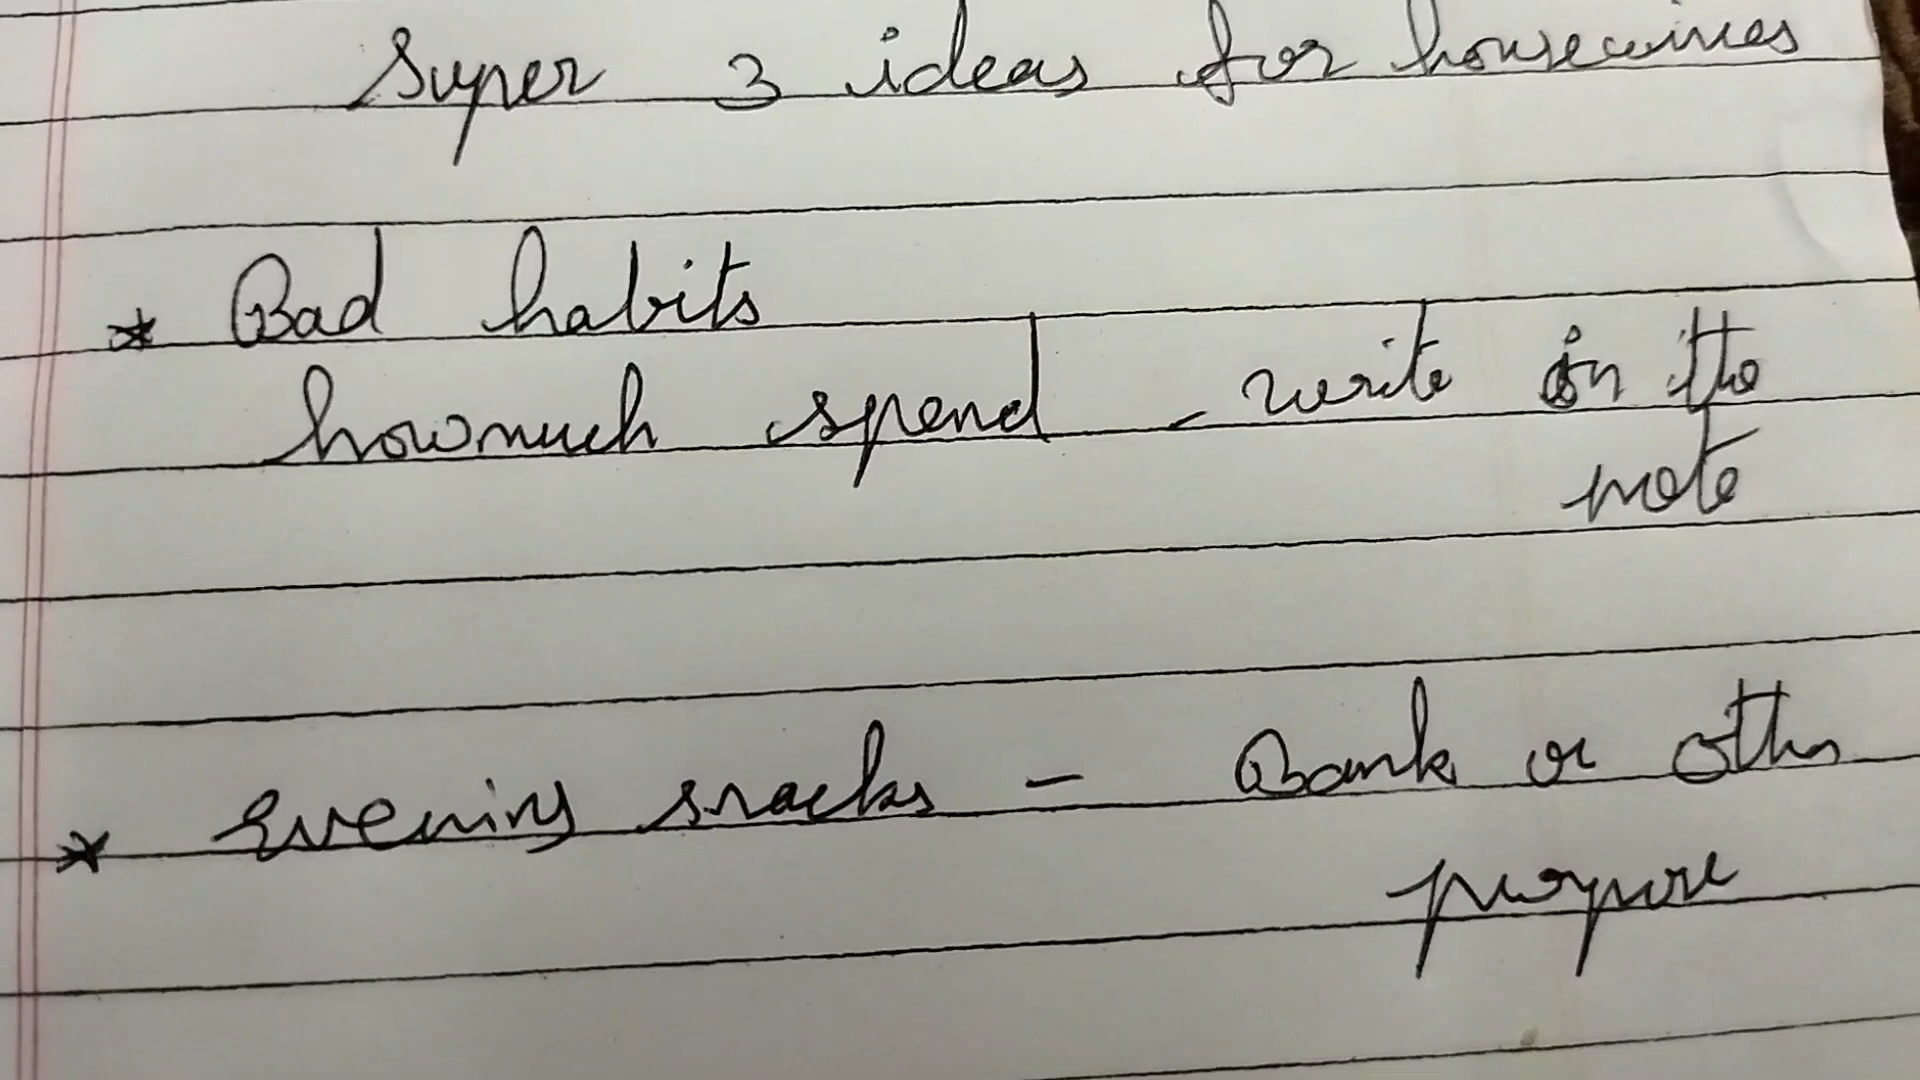 Super 3 ideas for housewives
* Bad habits
howmuch spend - write in the
note
* Evening snacks - Bank or other
purpose